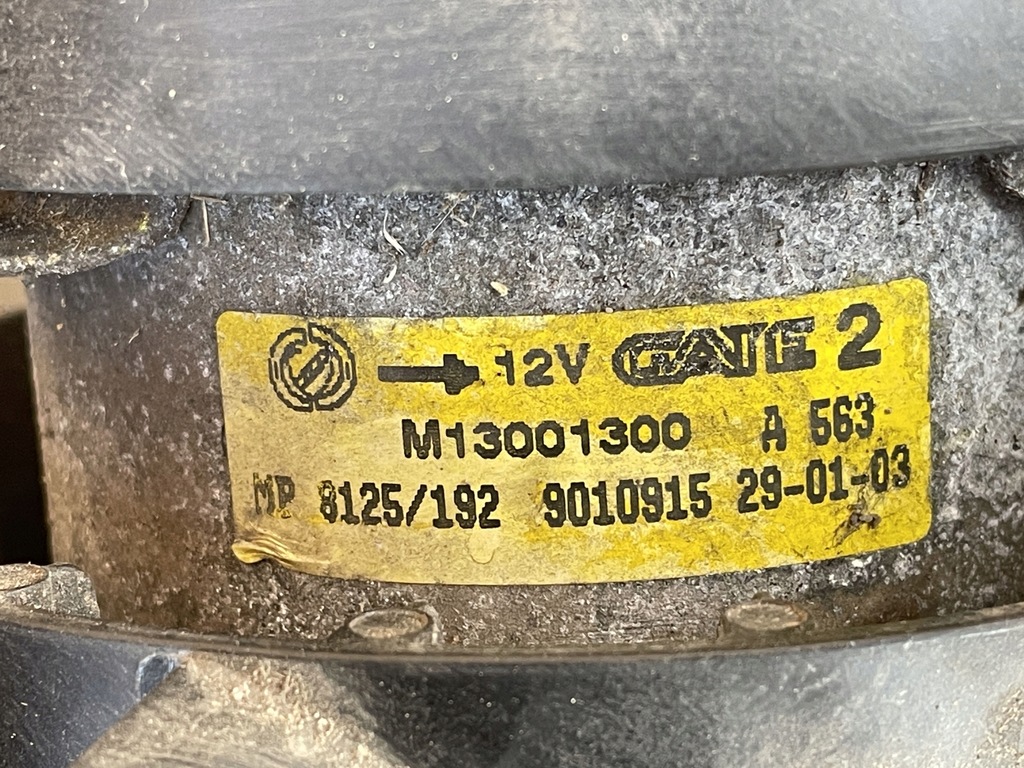 12V GATE 2
M13001300 A 563
MP 8125/192 9010915 29-01-03